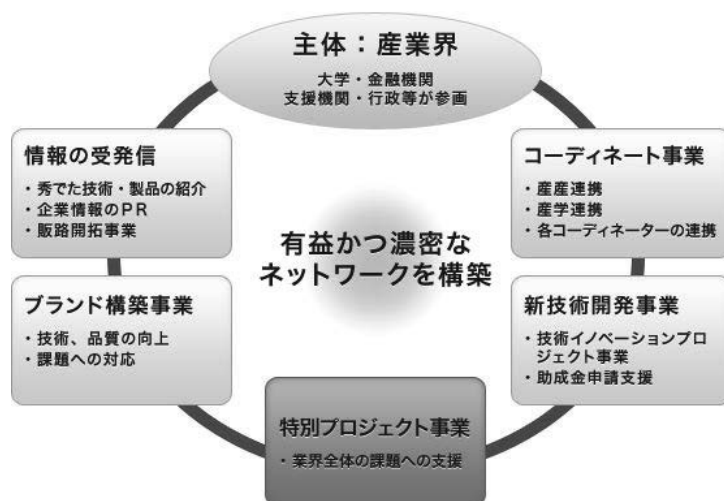 主体：産業界
大学・金融機関
支援機関・行政等が参画
情報の受発信
・秀でた技術・製品の紹介
・企業情報のＰＲ
・販路開拓事業
コーディネート事業
・産産連携
・産学連携
・各コーディネーターの連携
有益かつ濃密な
ネットワークを構築
ブランド構築事業
・技術、品質の向上
・課題への対応
新技術開発事業
・技術イノベーションプロ
ジェクト事業
・助成金申請支援
特別プロジェクト事業
・業界全体の課題への支援